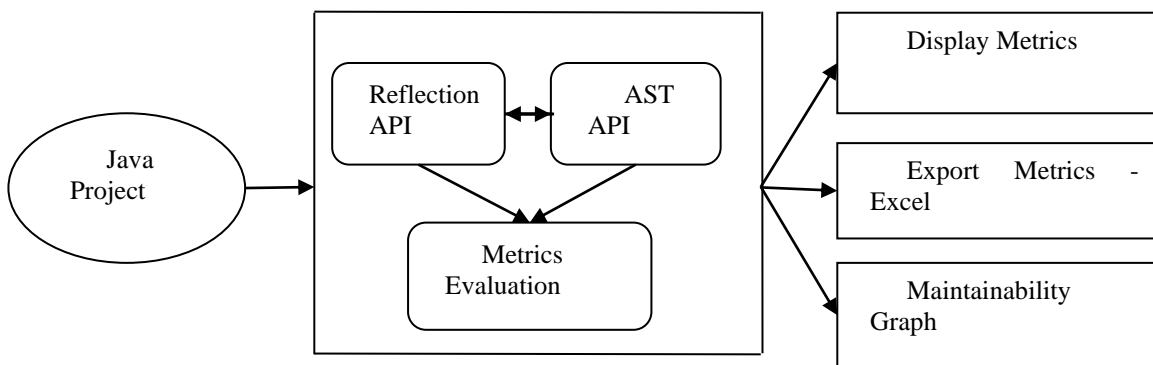 Java
Project
Reflection
API
AST
API
Metrics
Evaluation
Display Metrics
Export Metrics -
Excel
Maintainability
Graph